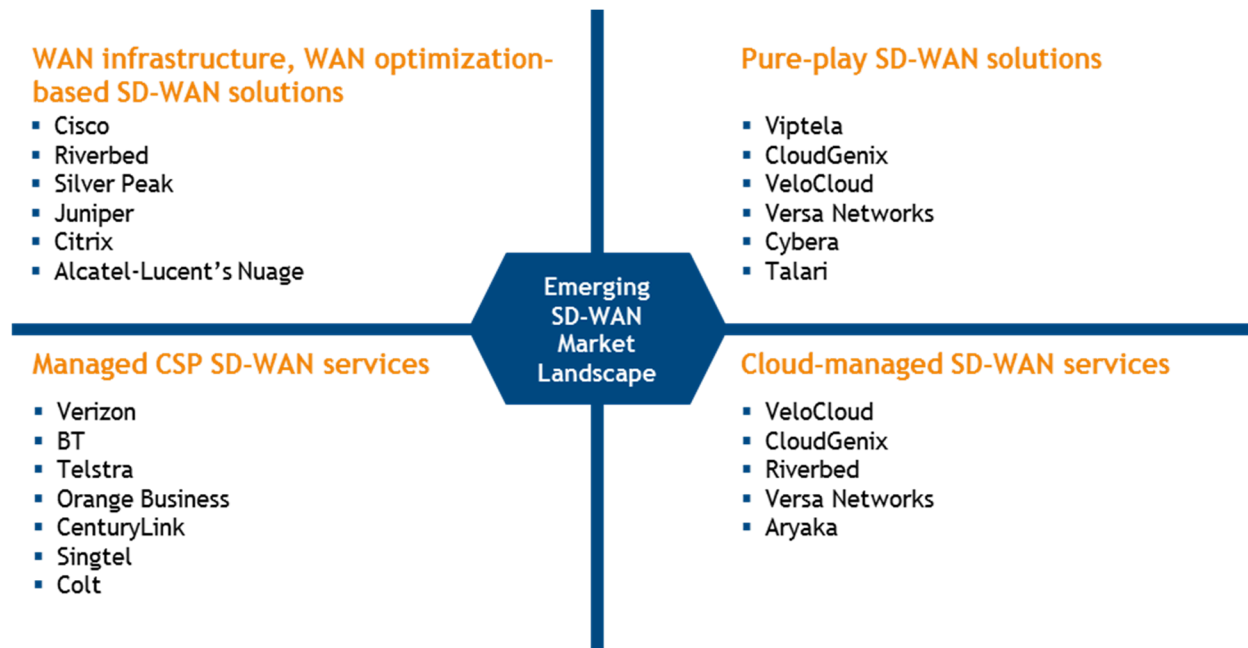 WAN infrastructure, WAN optimization-
based SD-WAN solutions
▪ Cisco
▪ Riverbed
▪ Silver Peak
▪ Juniper
▪ Citrix
▪ Alcatel-Lucent’s Nuage
Pure-play SD-WAN solutions
▪ Viptela
▪ CloudGenix
▪ VeloCloud
▪ Versa Networks
▪ Cybera
▪ Talari
Emerging
SD-WAN
Market
Landscape
Managed CSP SD-WAN services
▪ Verizon
▪ BT
▪ Telstra
▪ Orange Business
▪ CenturyLink
▪ Singtel
▪ Colt
Cloud-managed SD-WAN services
▪ VeloCloud
▪ CloudGenix
▪ Riverbed
▪ Versa Networks
▪ Aryaka